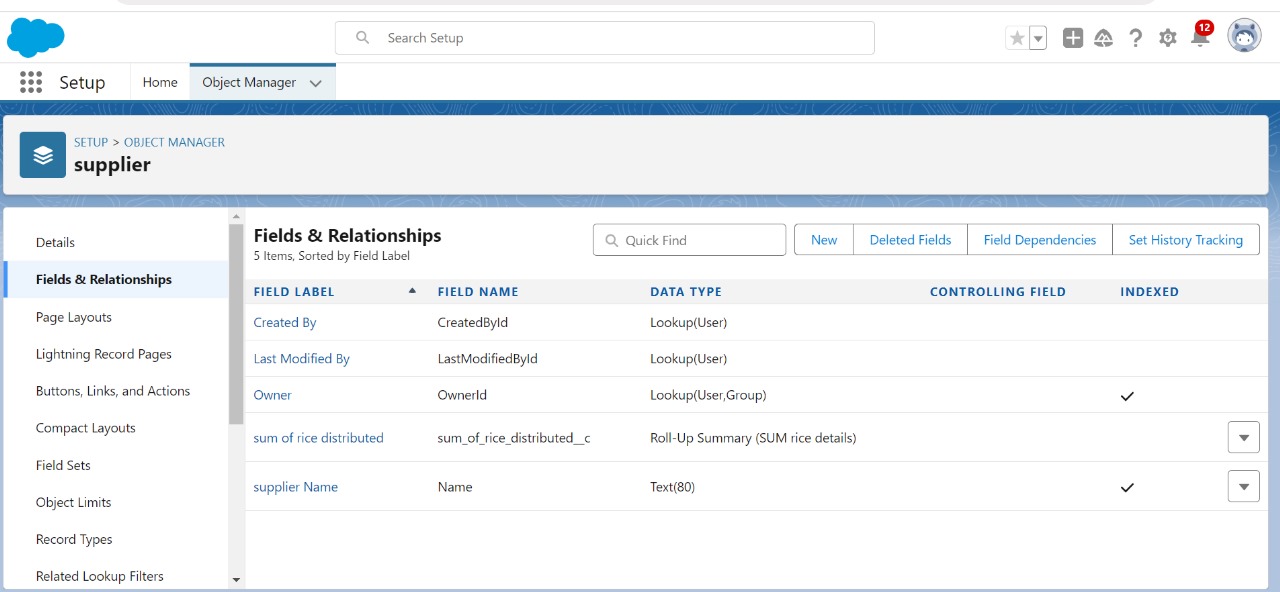 Search Setup
12
Setup
Home
Object Manager
SETUP > OBJECT MANAGER
supplier
Details
Fields & Relationships
Page Layouts
Lightning Record Pages
Buttons, Links, and Actions
Compact Layouts
Field Sets
Object Limits
Record Types
Related Lookup Filters
Fields & Relationships
5 Items, Sorted by Field Label
Quick Find
New
Deleted Fields
Field Dependencies
Set History Tracking
FIELD LABEL FIELD NAME DATA TYPE CONTROLLING FIELD INDEXED
Created By CreatedById Lookup(User)
Last Modified By LastModifiedById Lookup(User)
Owner OwnerId Lookup(User,Group)
sum of rice distributed sum_of_rice_distributed__c Roll-Up Summary (SUM rice details)
supplier Name Name Text(80)